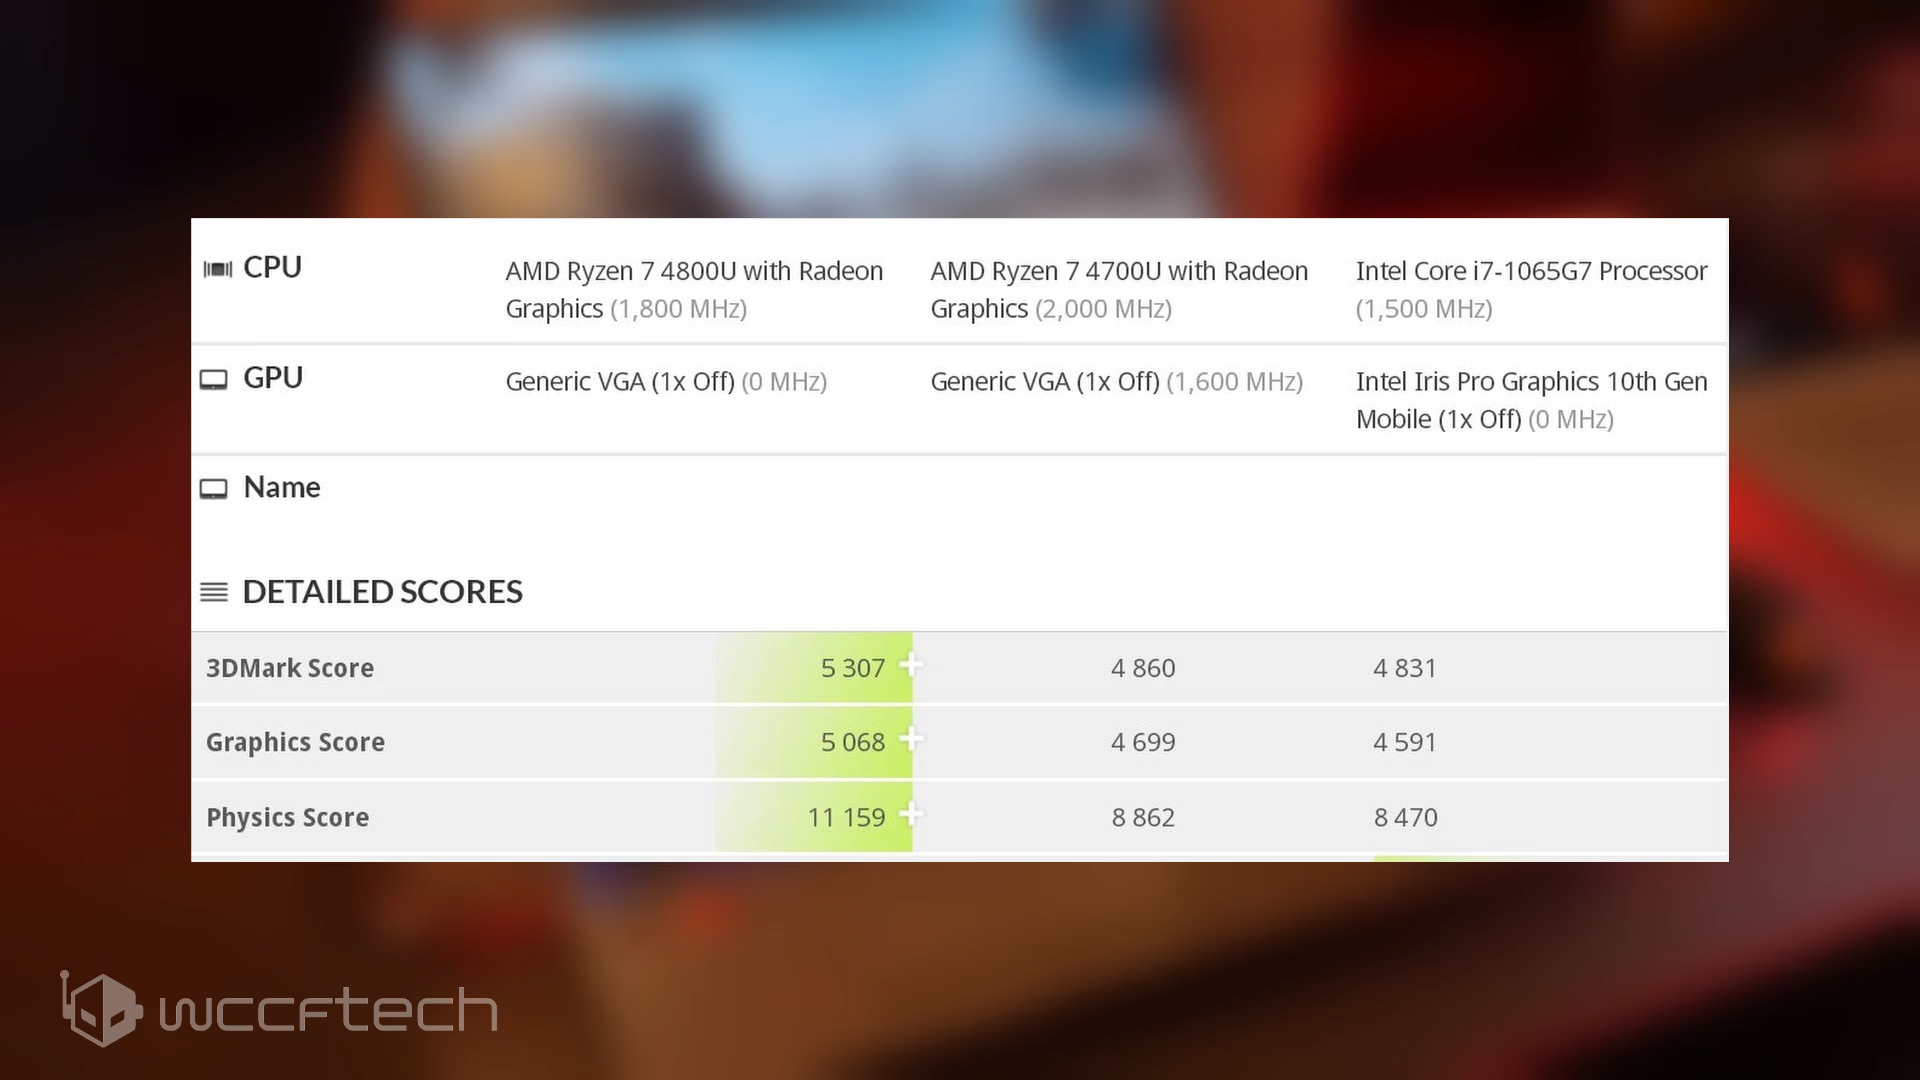 CPU
AMD Ryzen 7 4800U with Radeon
Graphics (1,800 MHz)
AMD Ryzen 7 4700U with Radeon
Graphics (2,000 MHz)
Intel Core i7-1065G7 Processor
(1,500 MHz)
GPU
Generic VGA (1x Off) (0 MHz)
Generic VGA (1x Off) (1,600 MHz)
Intel Iris Pro Graphics 10th Gen
Mobile (1x Off) (0 MHz)
Name
DETAILED SCORES
3DMark Score 5 307 4 860 4 831
Graphics Score 5 068 4 699 4 591
Physics Score 11 159 8 862 8 470
wccftech